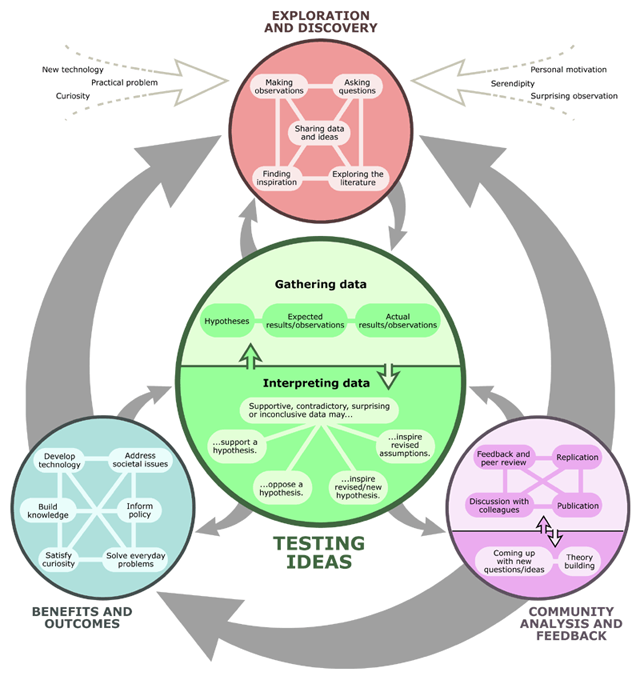 EXPLORATION
AND DISCOVERY
New technology
Practical problem
Curiosity
Personal motivation
Serendipity
Surprising observation
Making
observations
Asking
questions
Sharing data
and ideas
Finding
inspiration
Exploring the
literature
Gathering data
Hypotheses
Expected
results/observations
Actual
results/observations
Interpreting data
Supportive, contradictory, surprising
or inconclusive data may...
...support a
hypothesis.
...oppose a
hypothesis.
...inspire
revised/new
hypothesis.
...inspire
revised
assumptions.
TESTING
IDEAS
Develop
technology
Address
societal issues
Build
knowledge
Inform
policy
Satisfy
curiosity
Solve everyday
problems
BENEFITS AND
OUTCOMES
Feedback and
peer review
Replication
Discussion with
colleagues
Publication
Coming up
with new
questions/ideas
Theory
building
COMMUNITY
ANALYSIS AND
FEEDBACK